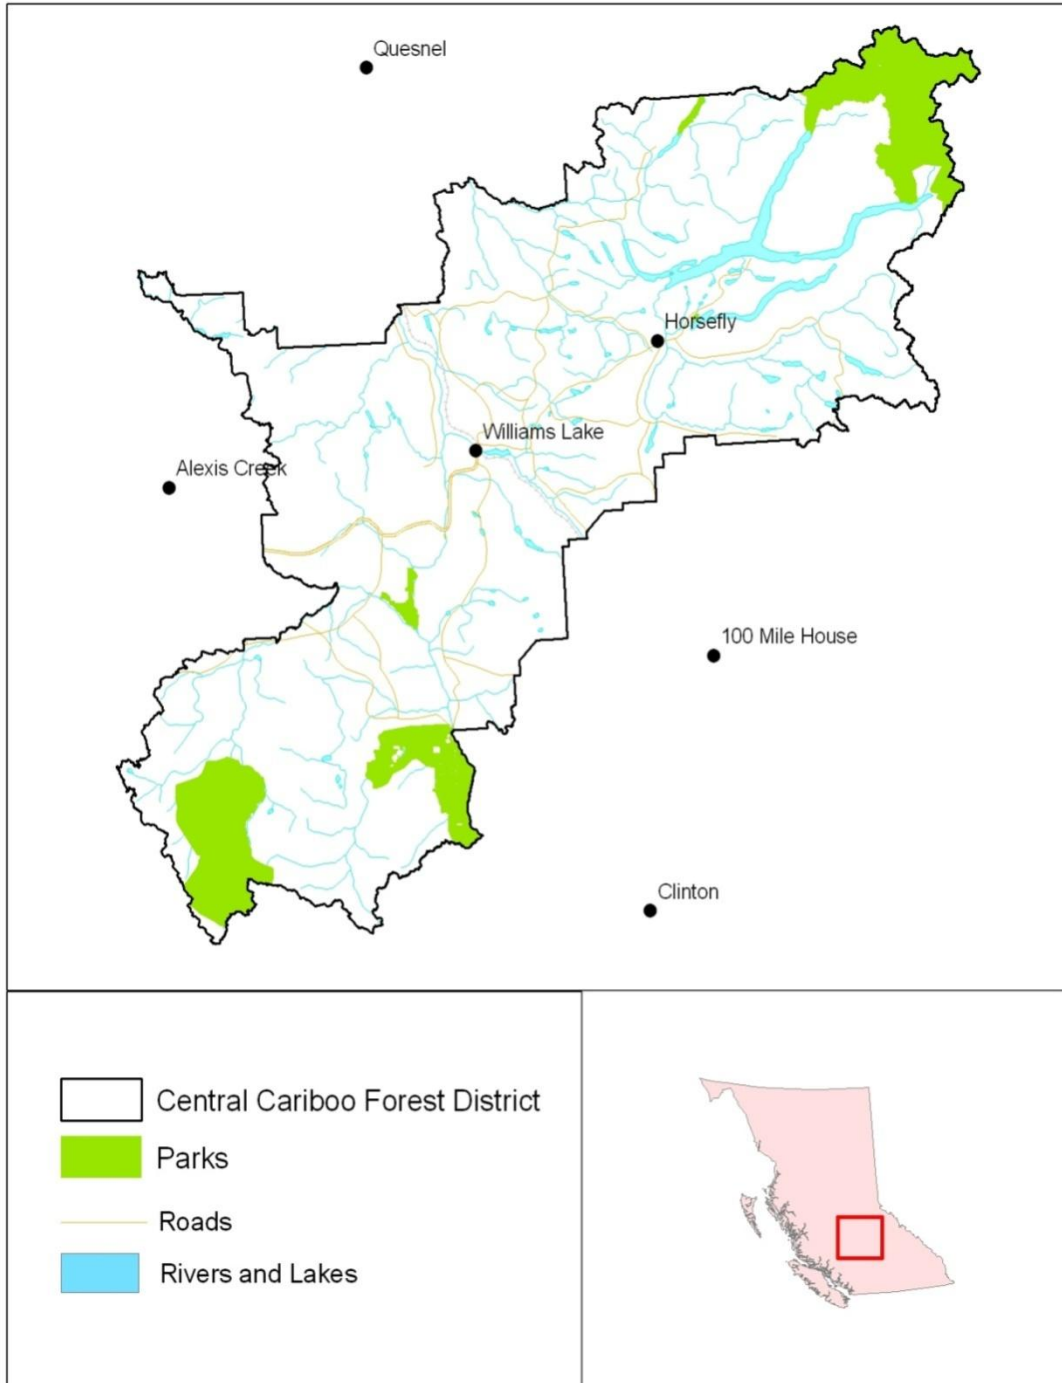 Quesnel
Horsefly
Williams Lake
Alexis Creek
100 Mile House
Clinton
Central Cariboo Forest District
Parks
Roads
Rivers and Lakes